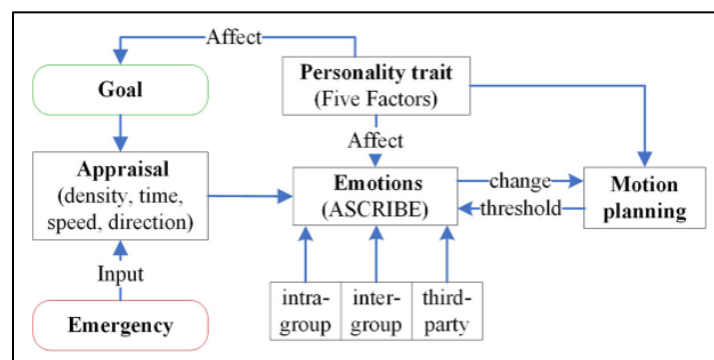 Affect
Goal
Personality trait
(Five Factors)
Affect
Appraisal
(density, time,
speed, direction)
Emotions
(ASCRIBE)
change
threshold
Motion
planning
Input
Emergency
intra-
group
inter-
group
third-
party